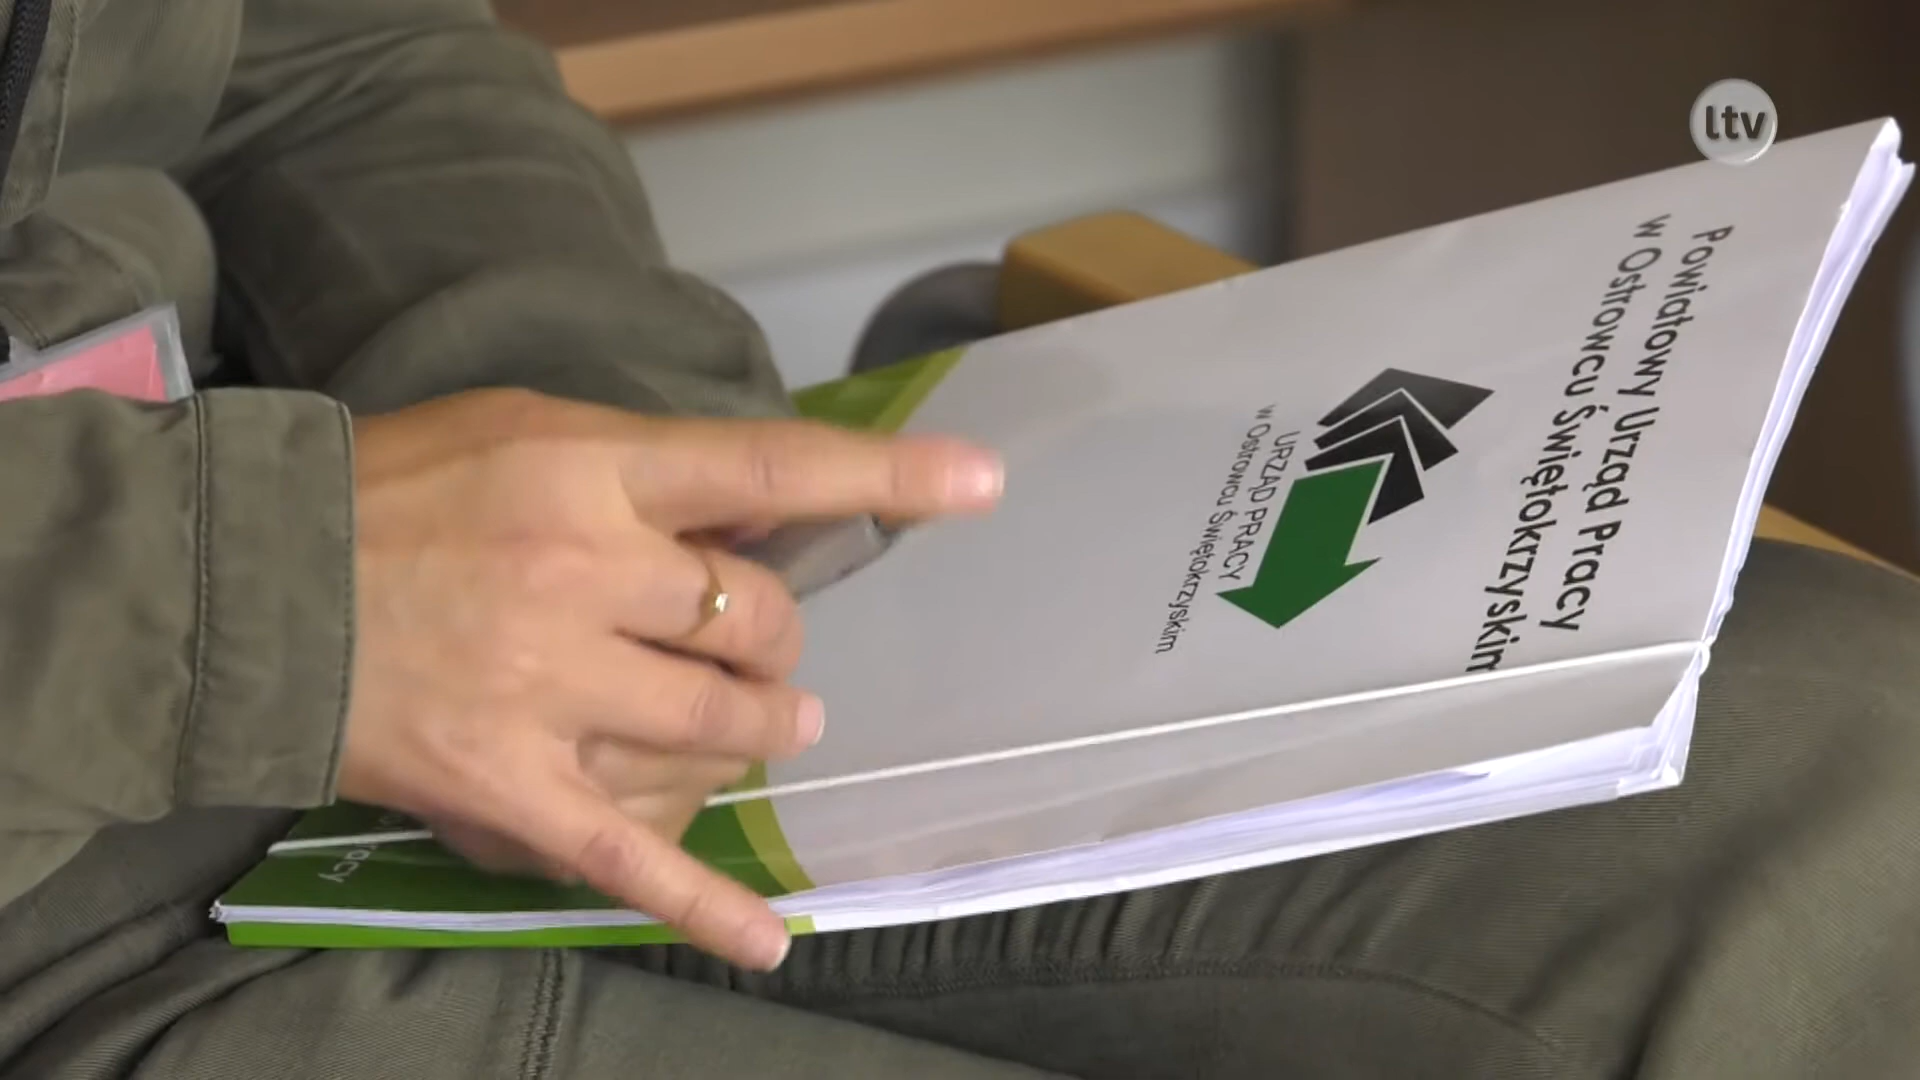 ltv
Powiatowy Urząd Pracy
w Ostrowcu Świętokrzyskim
URZĄD PRACY
w Ostrowcu Świętokrzyskim